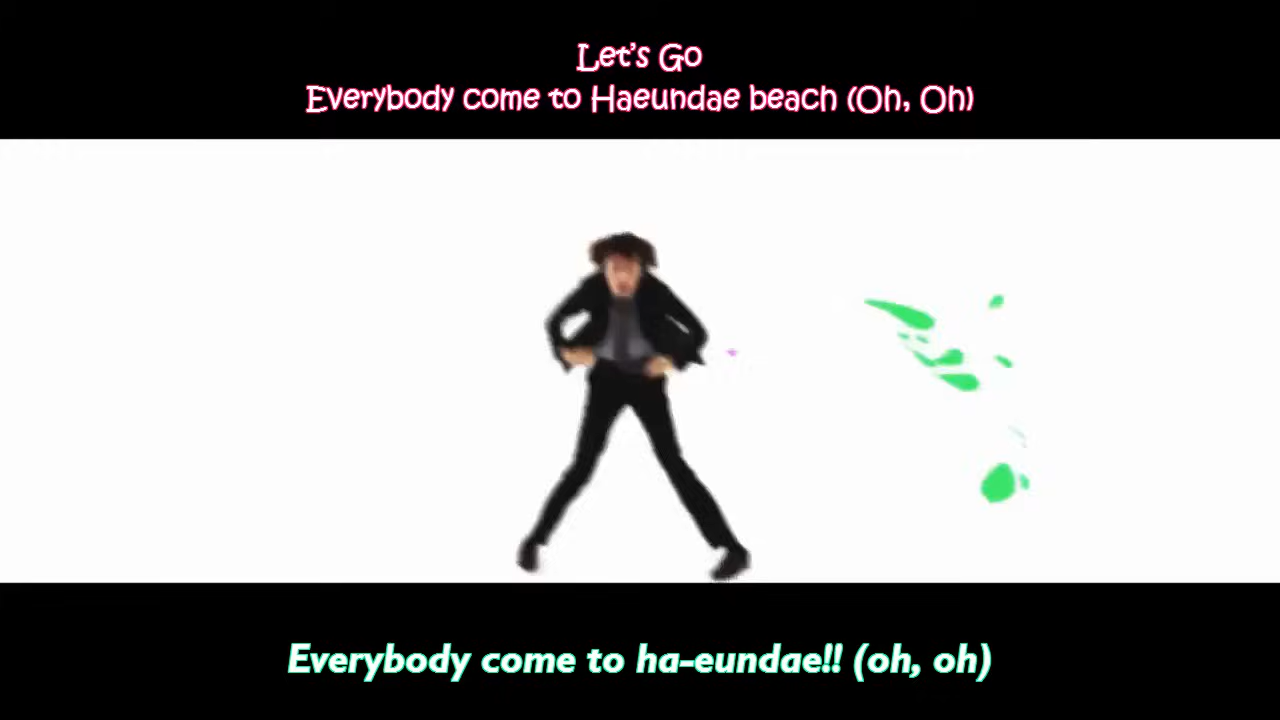 Let's Go
Everybody come to Haeundae beach (Oh, Oh)
Everybody come to ha-eundae!! (oh, oh)